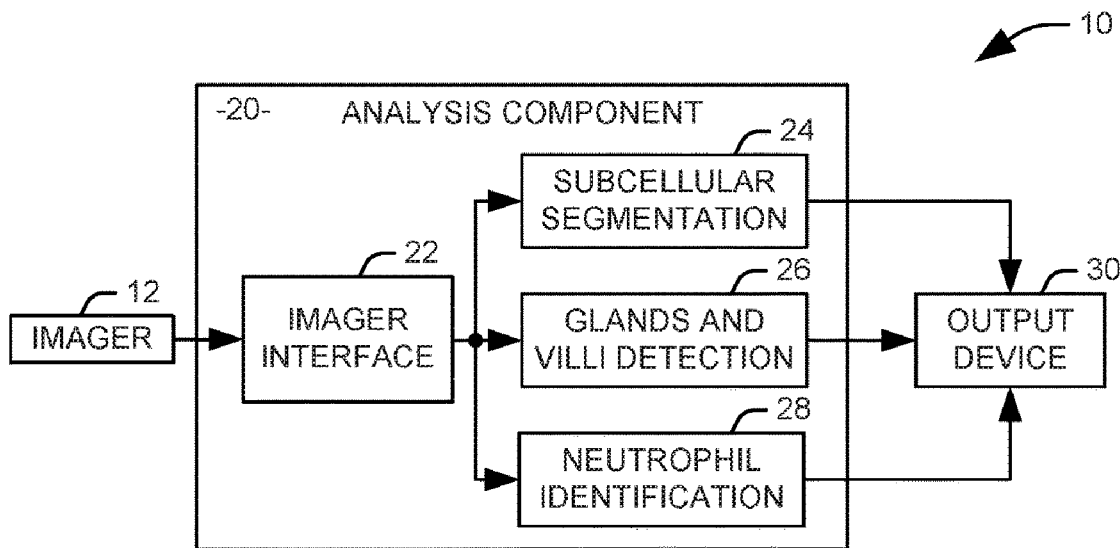 10
-20- ANALYSIS COMPONENT
24
SUBCELLULAR
SEGMENTATION
22
IMAGER
INTERFACE
12
IMAGER
26
GLANDS AND
VILLI DETECTION
30
OUTPUT
DEVICE
28
NEUTROPHIL
IDENTIFICATION